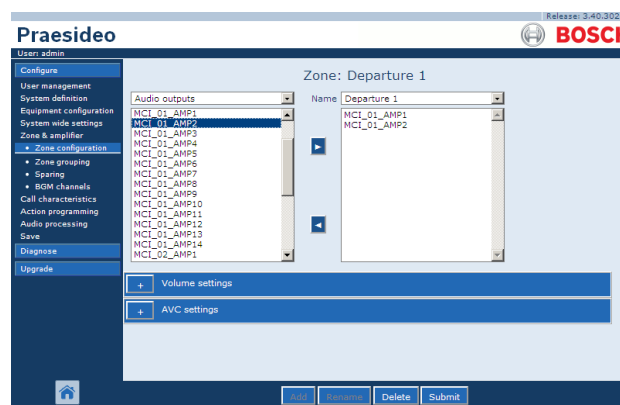 Release: 3.40.302
Praesideo
BOSCH
User: admin
Configure
User management
System definition
Equipment configuration
System wide settings
Zone & amplifier
• Zone configuration
• Zone grouping
• Sparing
• BGM channels
Call characteristics
Action programming
Audio processing
Save
Diagnose
Upgrade
Zone: Departure 1
Audio outputs
MCI_01_AMP1
MCI_01_AMP2
MCI_01_AMP3
MCI_01_AMP4
MCI_01_AMP5
MCI_01_AMP6
MCI_01_AMP7
MCI_01_AMP8
MCI_01_AMP9
MCI_01_AMP10
MCI_01_AMP11
MCI_01_AMP12
MCI_01_AMP13
MCI_01_AMP14
MCI_02_AMP1
Name Departure 1
MCI_01_AMP1
MCI_01_AMP2
+ Volume settings
+ AVC settings
Add Rename Delete Submit